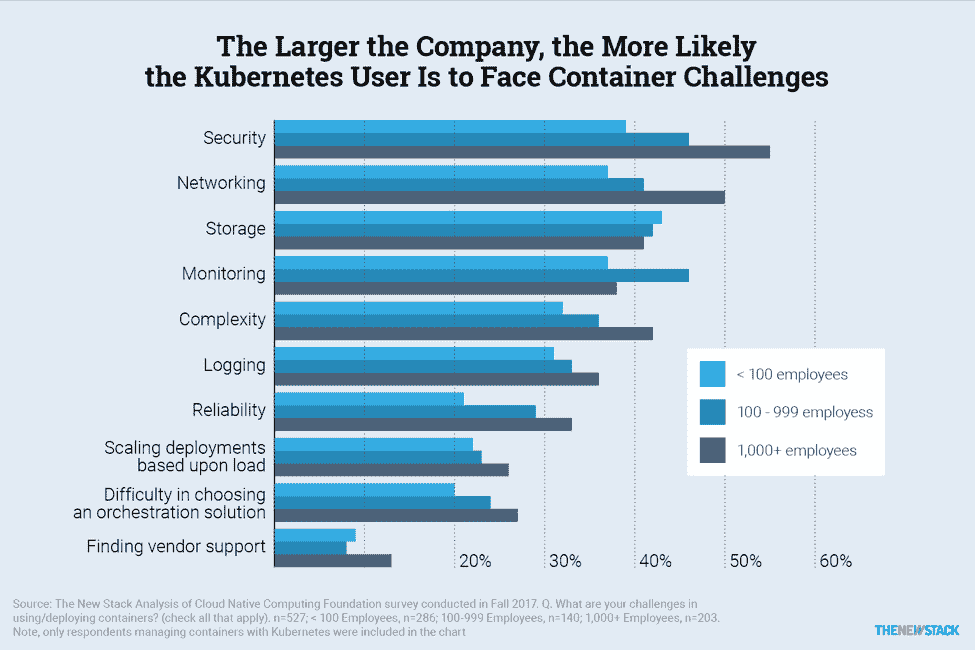 The Larger the Company, the More Likely
the Kubernetes User Is to Face Container Challenges
Security
Networking
Storage
Monitoring
Complexity
Logging
Reliability
Scaling deployments
based upon load
Difficulty in choosing
an orchestration solution
Finding vendor support
20%
30%
40%
50%
60%
< 100 employees
100 - 999 employess
1,000+ employees
Source: The New Stack Analysis of Cloud Native Computing Foundation survey conducted in Fall 2017. Q. What are your challenges in
using/deploying containers? (check all that apply). n=527; < 100 Employees, n=286; 100-999 Employees, n=140; 1,000+ Employees, n=203.
Note, only respondents managing containers with Kubernetes were included in the chart
THENEWSTACK